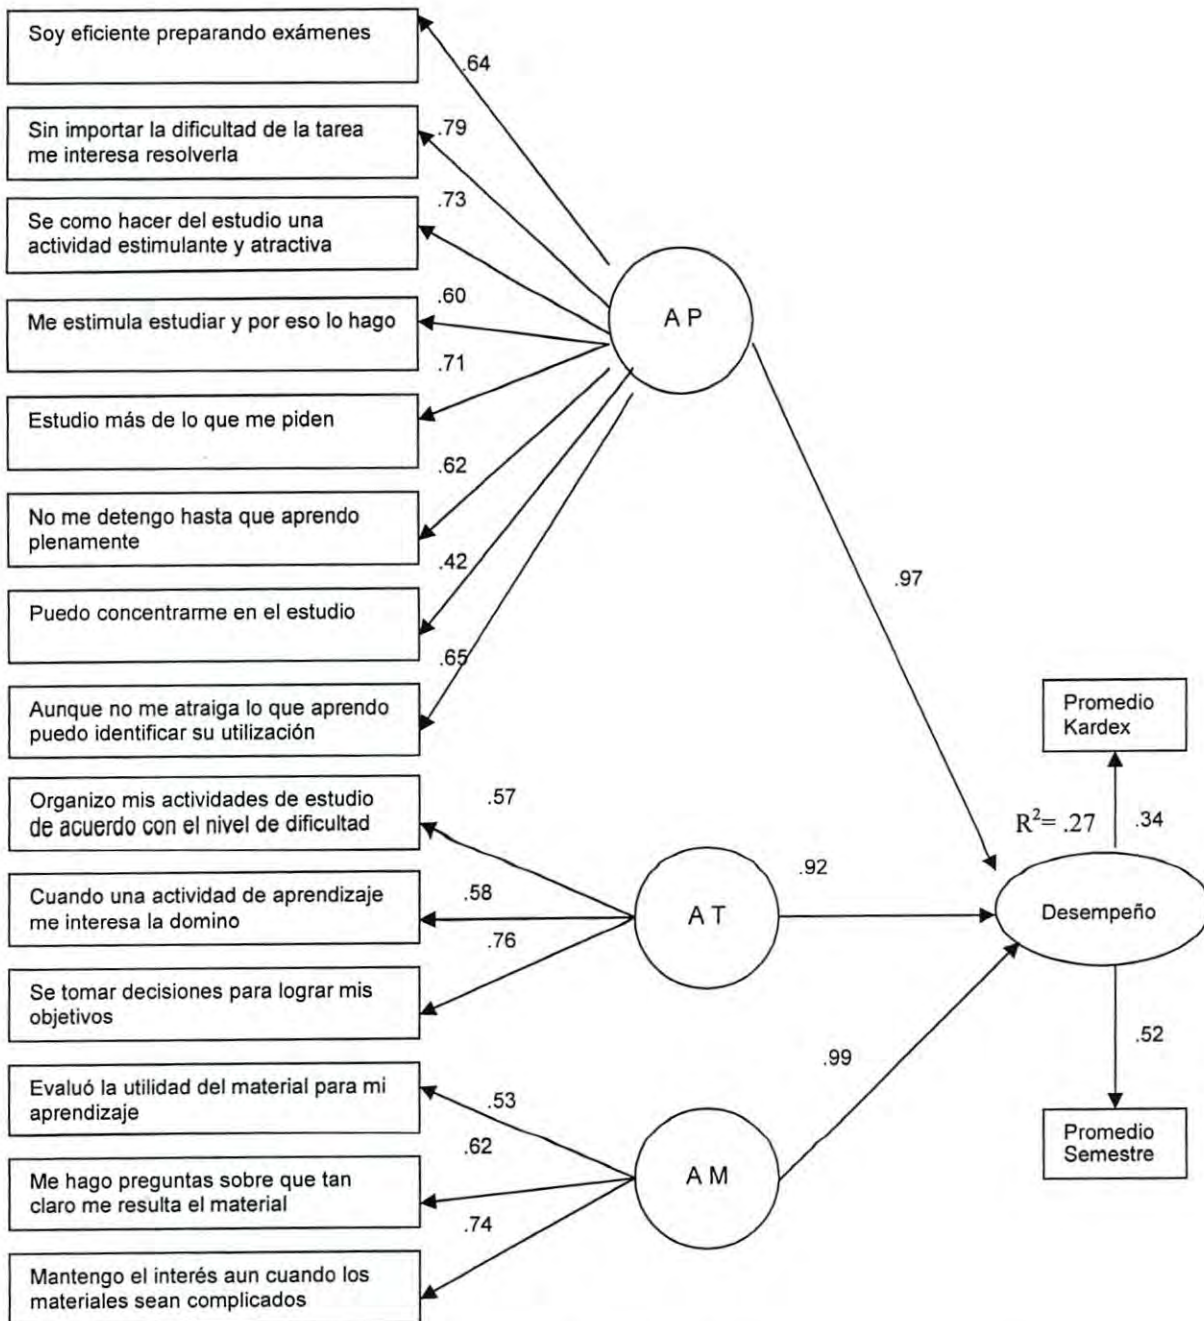 Soy eficiente preparando exámenes
.64
Sin importar la dificultad de la tarea
me interesa resolverla
.79
Se como hacer del estudio una
actividad estimulante y atractiva
.73
Me estimula estudiar y por eso lo hago
.60
Estudio más de lo que me piden
.71
No me detengo hasta que aprendo
plenamente
.62
Puedo concentrarme en el estudio
.42
Aunque no me atraiga lo que aprendo
puedo identificar su utilización
.65
A P
.97
Organizo mis actividades de estudio
de acuerdo con el nivel de dificultad
.57
Cuando una actividad de aprendizaje
me interesa la domino
.58
Se tomar decisiones para lograr mis
objetivos
.76
A T
.92
Evaluó la utilidad del material para mi
aprendizaje
.53
Me hago preguntas sobre que tan
claro me resulta el material
.62
Mantengo el interés aun cuando los
materiales sean complicados
.74
A M
.99
Promedio
Kardex
R²= .27
.34
Desempeño
.52
Promedio
Semestre